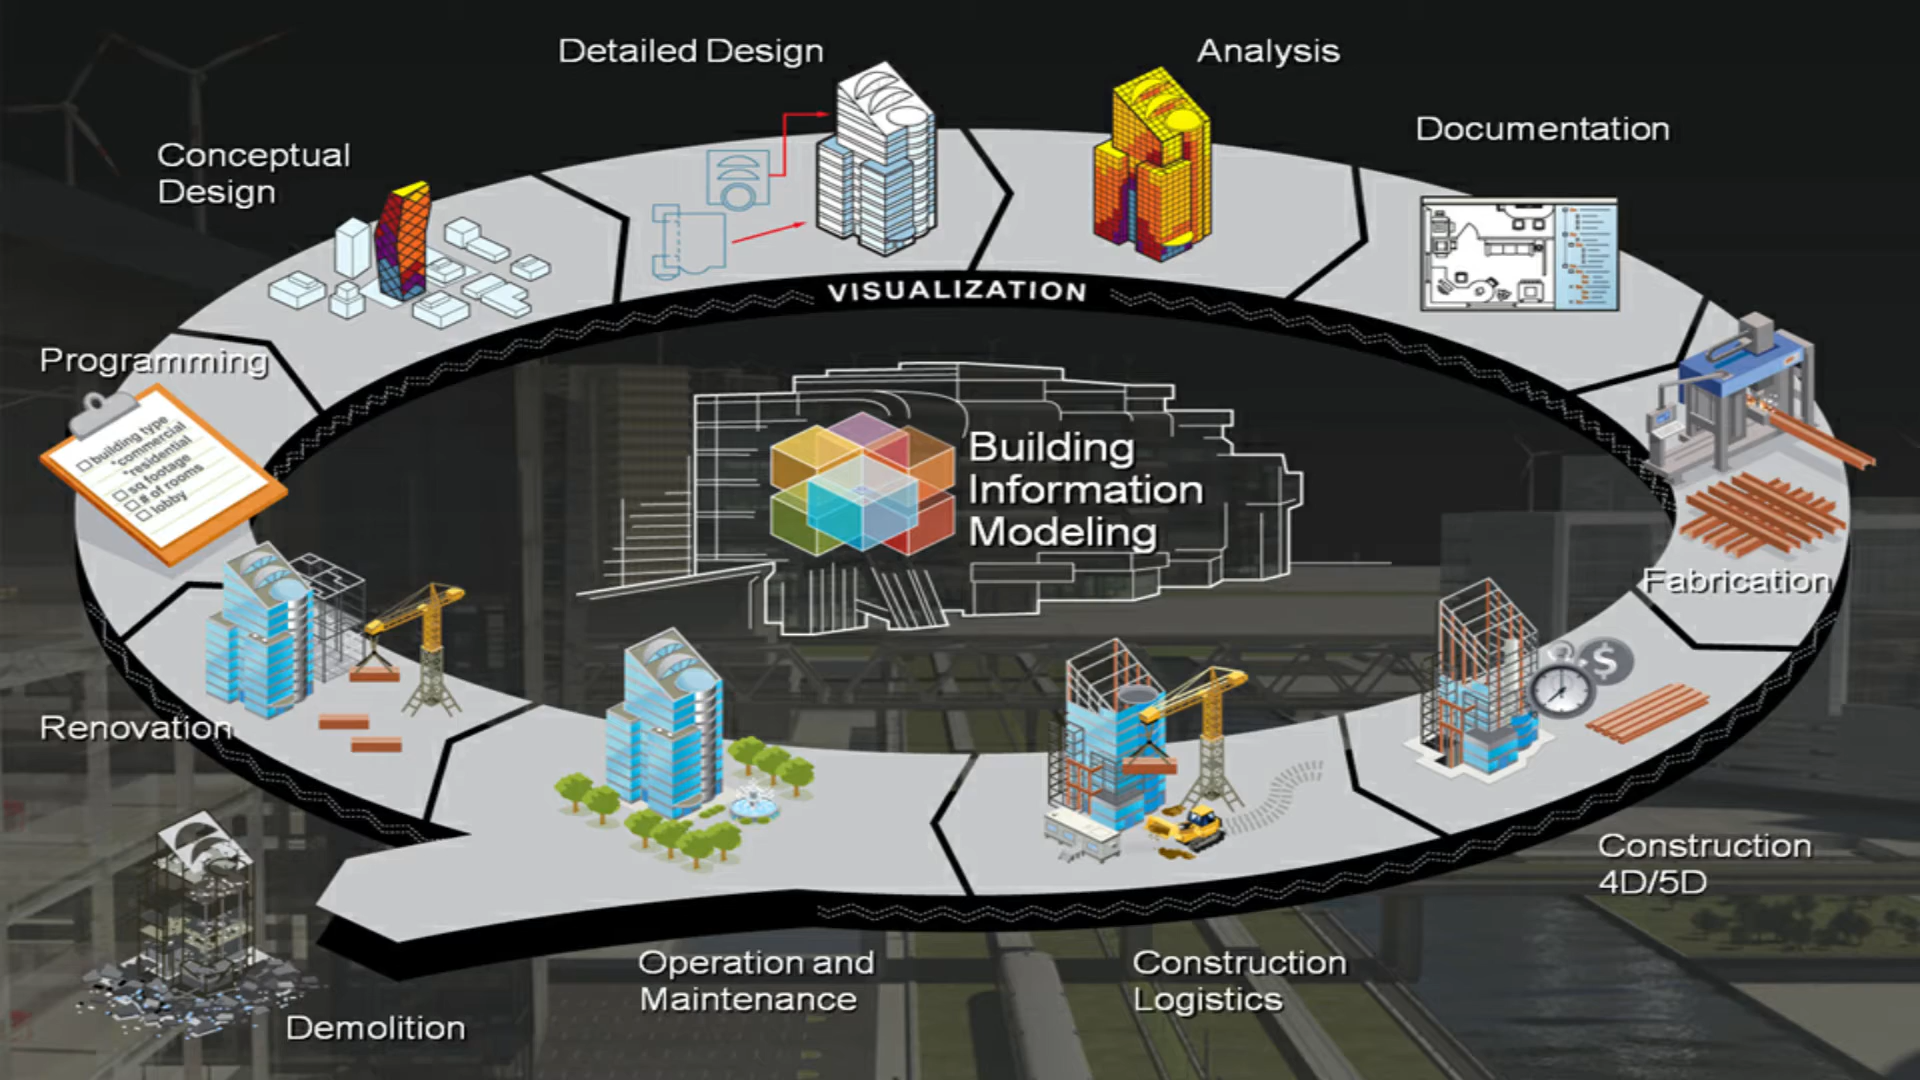 Detailed Design
Analysis
Documentation
Conceptual
Design
VISUALIZATION
Programming
building type
*commercial
*residential
sq footage
# of rooms
lobby
Building
Information
Modeling
Fabrication
$
Renovation
Construction
4D/5D
Operation and
Maintenance
Construction
Logistics
Demolition